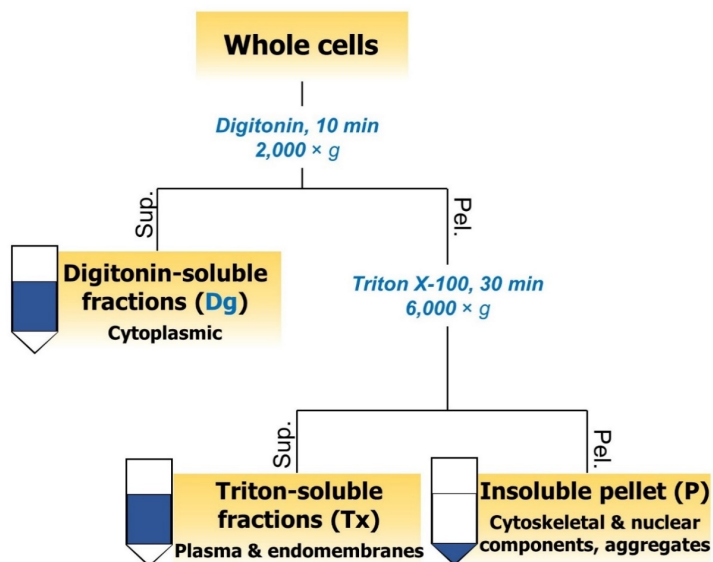 Whole cells
Digitonin, 10 min
2,000 × g
Sup.
Pel.
Digitonin-soluble
fractions (Dg)
Cytoplasmic
Triton X-100, 30 min
6,000 × g
Sup.
Pel.
Triton-soluble
fractions (Tx)
Plasma & endomembranes
Insoluble pellet (P)
Cytoskeletal & nuclear
components, aggregates